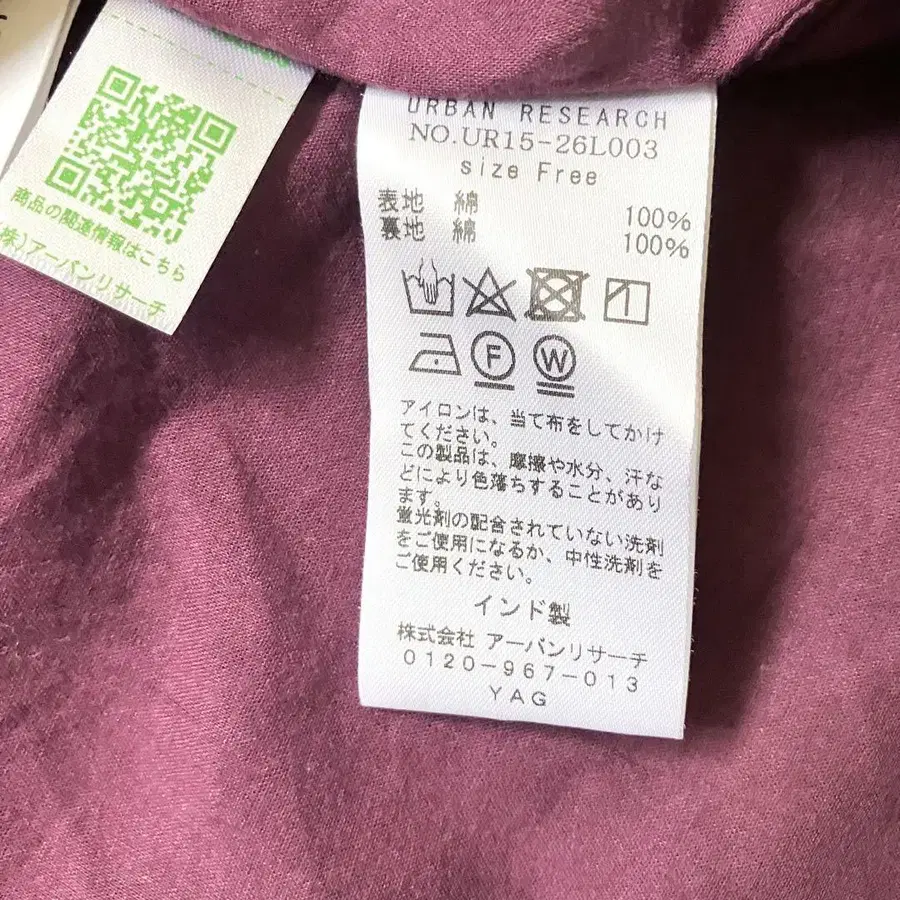 商品の関連情報はこちら
(株)アーバンリサーチ
URBAN RESEARCH
NO.UR15-26L003
size Free
表地 綿 100%
裏地 綿 100%
F W
アイロンは、当て布をしてかけ
てください。
この製品は、摩擦や水分、汗な
どにより色落ちすることがあり
ます。
蛍光剤の配合されていない洗剤
をご使用になるか、中性洗剤を
ご使用ください。
インド製
株式会社 アーバンリサーチ
0120-967-013
YAG